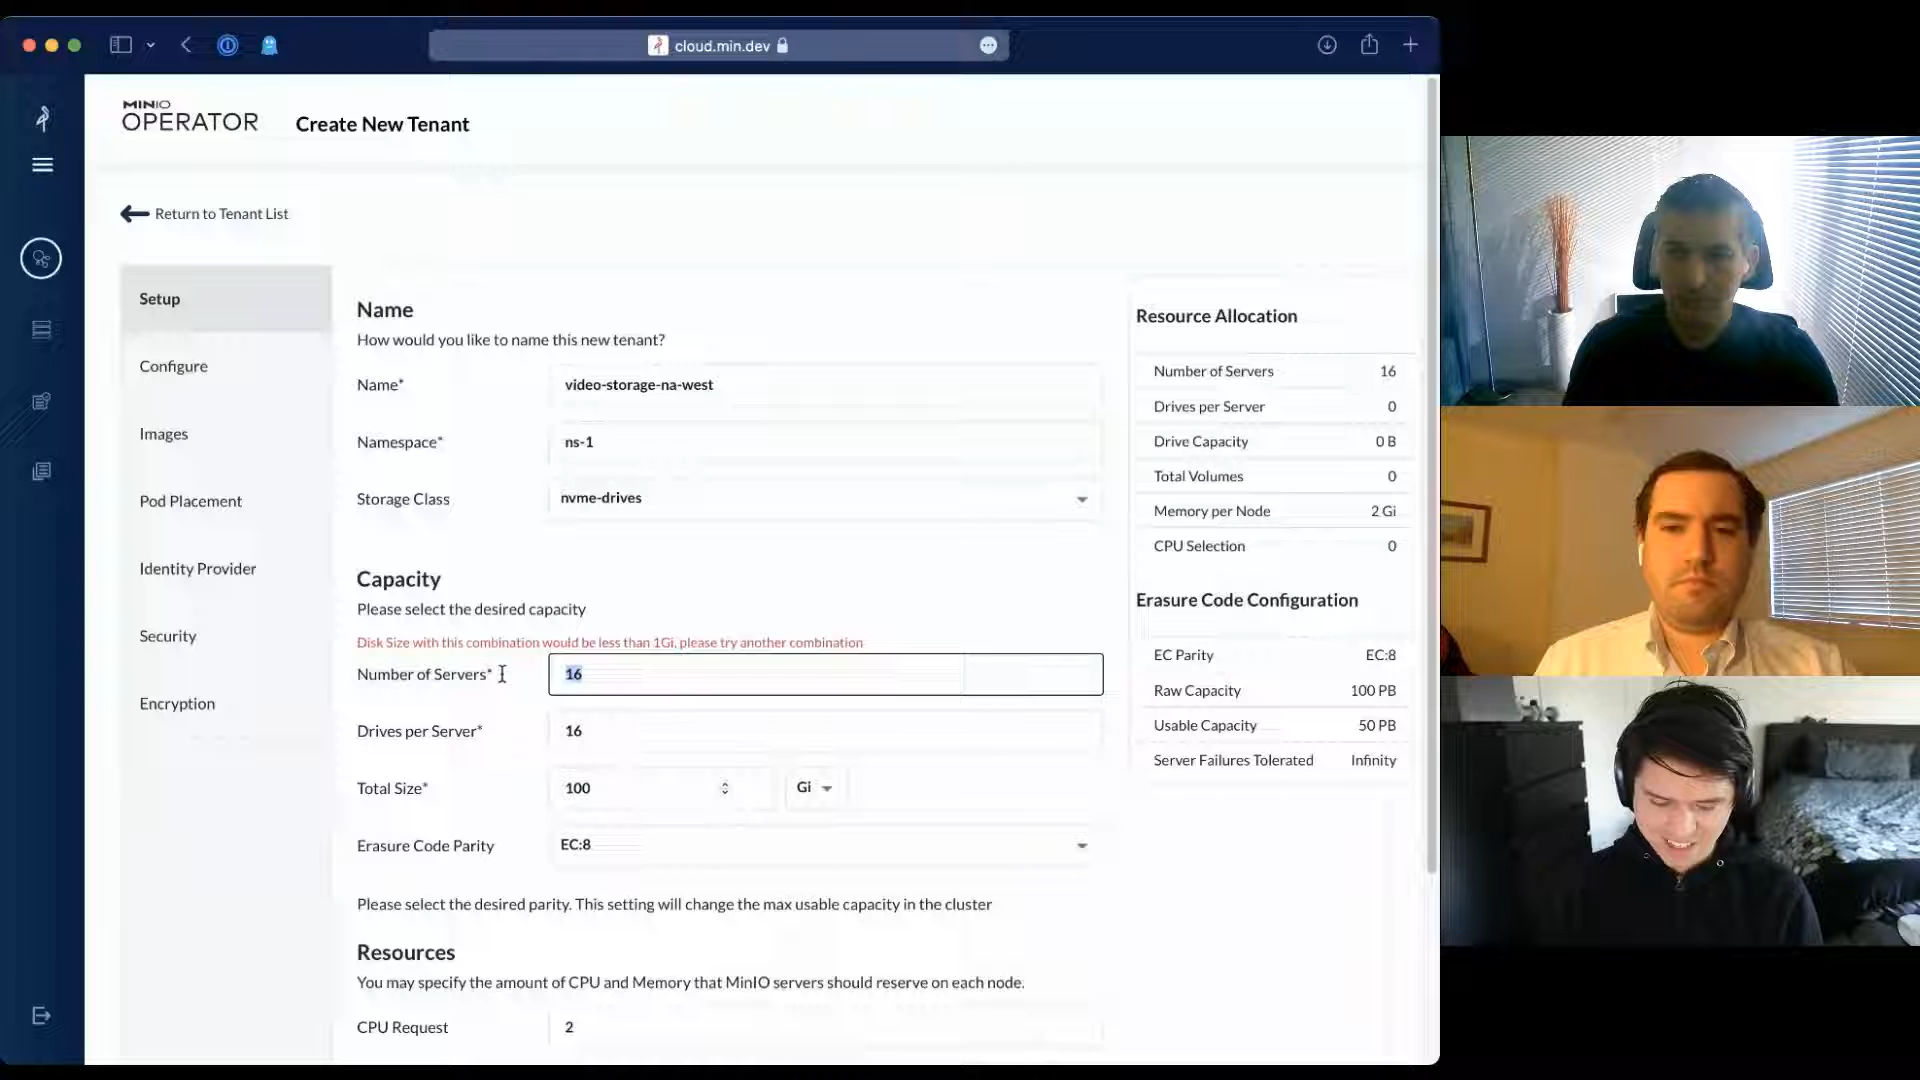 cloud.min.dev
MINIO
OPERATOR
Create New Tenant
Return to Tenant List
Setup
Configure
Images
Pod Placement
Identity Provider
Security
Encryption
Name
How would you like to name this new tenant?
Name* video-storage-na-west
Namespace* ns-1
Storage Class nvme-drives
Capacity
Please select the desired capacity
Disk Size with this combination would be less than 1Gi, please try another combination
Number of Servers* 16
Drives per Server* 16
Total Size* 100 Gi
Erasure Code Parity EC:8
Please select the desired parity. This setting will change the max usable capacity in the cluster
Resources
You may specify the amount of CPU and Memory that MinIO servers should reserve on each node.
CPU Request 2
Resource Allocation
Number of Servers 16
Drives per Server 0
Drive Capacity 0 B
Total Volumes 0
Memory per Node 2 Gi
CPU Selection 0
Erasure Code Configuration
EC Parity EC:8
Raw Capacity 100 PB
Usable Capacity 50 PB
Server Failures Tolerated Infinity